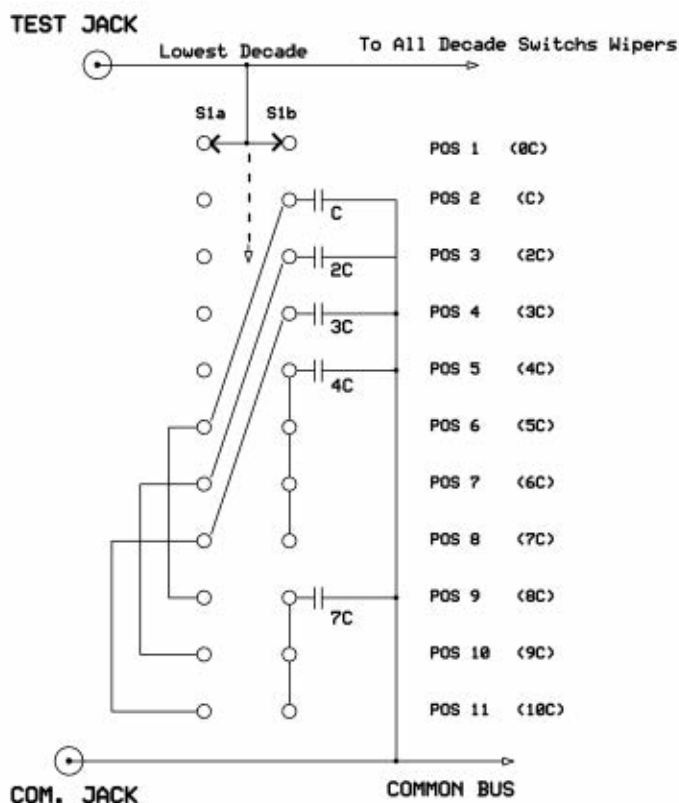 TEST JACK
Lowest Decade
To All Decade Switchs Wipers
S1a
S1b
POS 1 (0C)
C
POS 2 (C)
2C
POS 3 (2C)
3C
POS 4 (3C)
4C
POS 5 (4C)
POS 6 (5C)
POS 7 (6C)
POS 8 (7C)
7C
POS 9 (8C)
POS 10 (9C)
POS 11 (10C)
COM. JACK
COMMON BUS